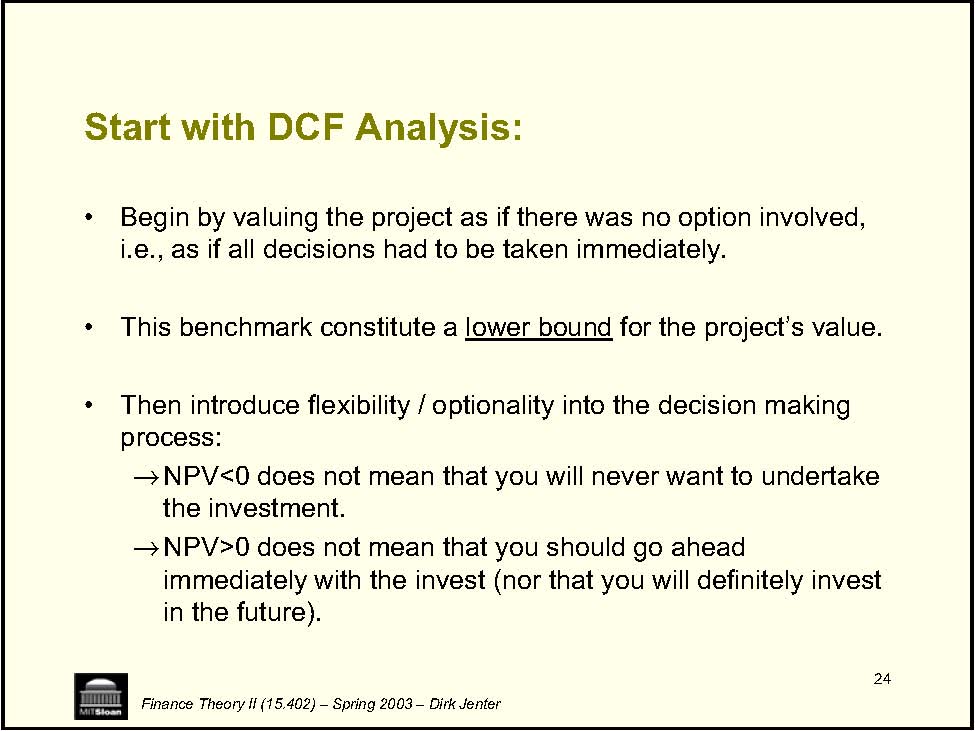 Start with DCF Analysis:
• Begin by valuing the project as if there was no option involved,
i.e., as if all decisions had to be taken immediately.
• This benchmark constitute a lower bound for the project's value.
• Then introduce flexibility / optionality into the decision making
process:
→NPV<0 does not mean that you will never want to undertake
the investment.
→NPV>0 does not mean that you should go ahead
immediately with the invest (nor that you will definitely invest
in the future).
24
MITSloan
Finance Theory II (15.402) – Spring 2003 – Dirk Jenter